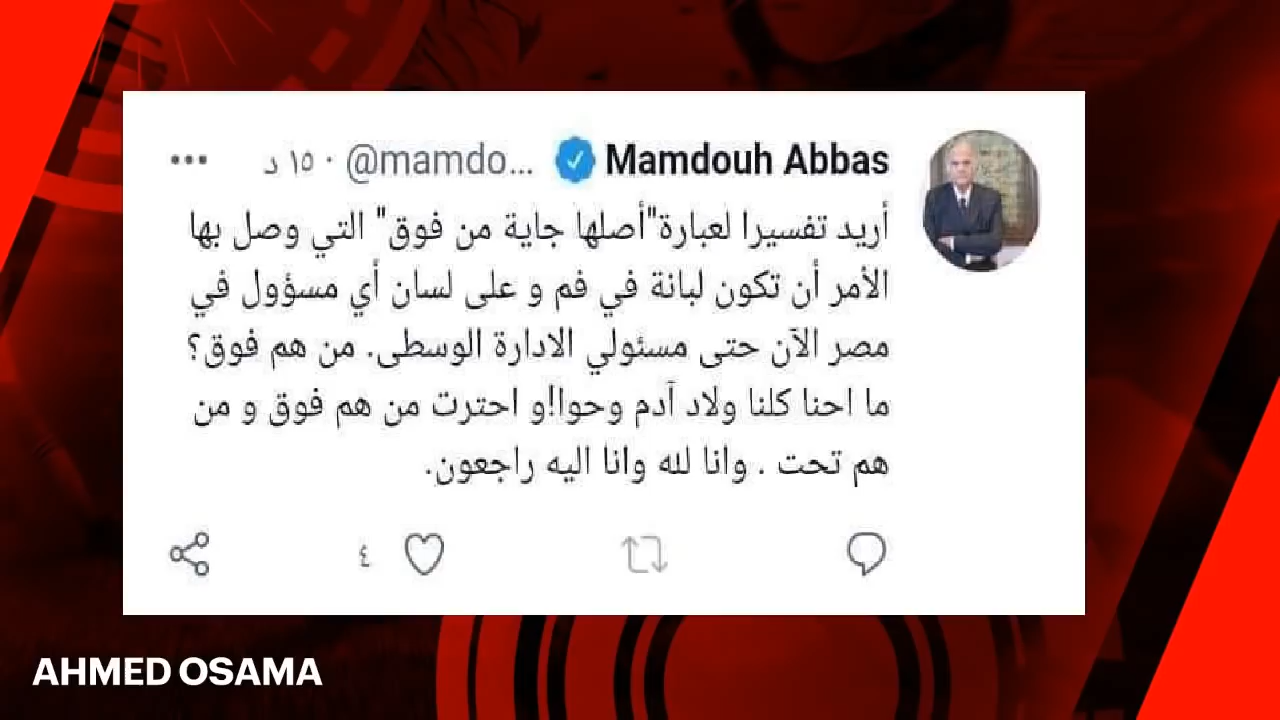 Mamdouh Abbas @mamdo... · ١٥ د
أريد تفسيرا لعبارة"أصلها جاية من فوق" التي وصل بها
الأمر أن تكون لبانة في فم و على لسان أي مسؤول في
مصر الآن حتى مسئولي الادارة الوسطى. من هم فوق؟
ما احنا كلنا ولاد آدم وحوا!و احترت من هم فوق و من
هم تحت . وانا لله وانا اليه راجعون.
٤
AHMED OSAMA